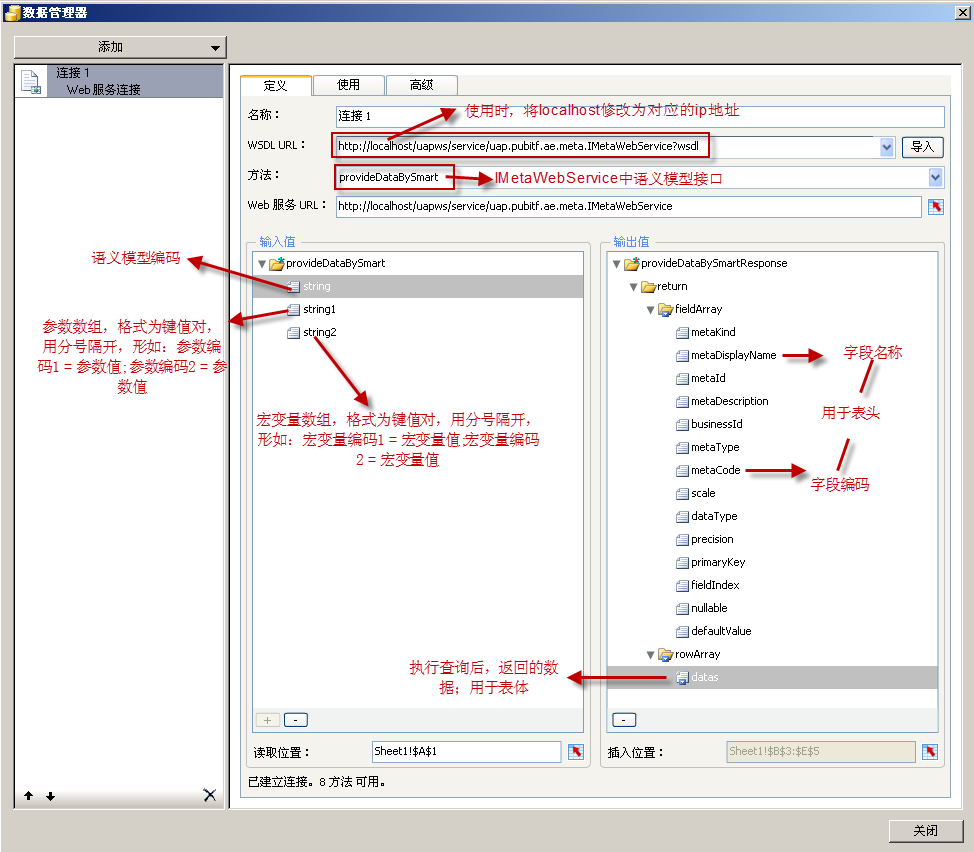 数据管理器
添加
连接 1
Web 服务连接
定义
使用
高级
名称：
连接 1
使用时，将localhost修改为对应的ip地址
WSDL URL：
http://localhost/uapws/service/uap.pubitf.ae.meta.IMetaWebService?wsdl
导入
方法：
provideDataBySmart
IMetaWebService中语义模型接口
Web 服务 URL：
http://localhost/uapws/service/uap.pubitf.ae.meta.IMetaWebService
输入值
provideDataBySmart
string
string1
string2
语义模型编码
参数数组，格式为键值对，
用分号隔开，形如：参数编
码1 = 参数值;参数编码2 = 参
数值
宏变量数组，格式为键值对，用分号隔开，
形如：宏变量编码1 = 宏变量值;宏变量编码
2 = 宏变量值
输出值
provideDataBySmartResponse
return
fieldArray
metaKind
metaDisplayName
字段名称
metaId
metaDescription
用于表头
businessId
metaType
metaCode
字段编码
scale
dataType
precision
primaryKey
fieldIndex
nullable
defaultValue
rowArray
datas
执行查询后，返回的数
据；用于表体
+
-
-
读取位置：
Sheet1!$A$1
插入位置：
Sheet1!$B$3:$E$5
已建立连接。8 方法 可用。
关闭